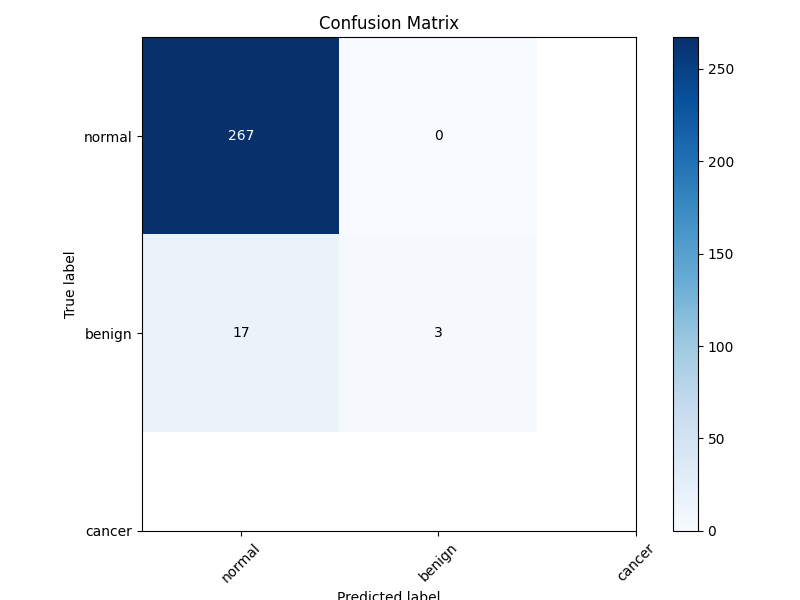 Confusion Matrix
normal
267
0
250
200
150
True label
benign
17
3
100
50
cancer
0
normal
benign
cancer
Predicted label